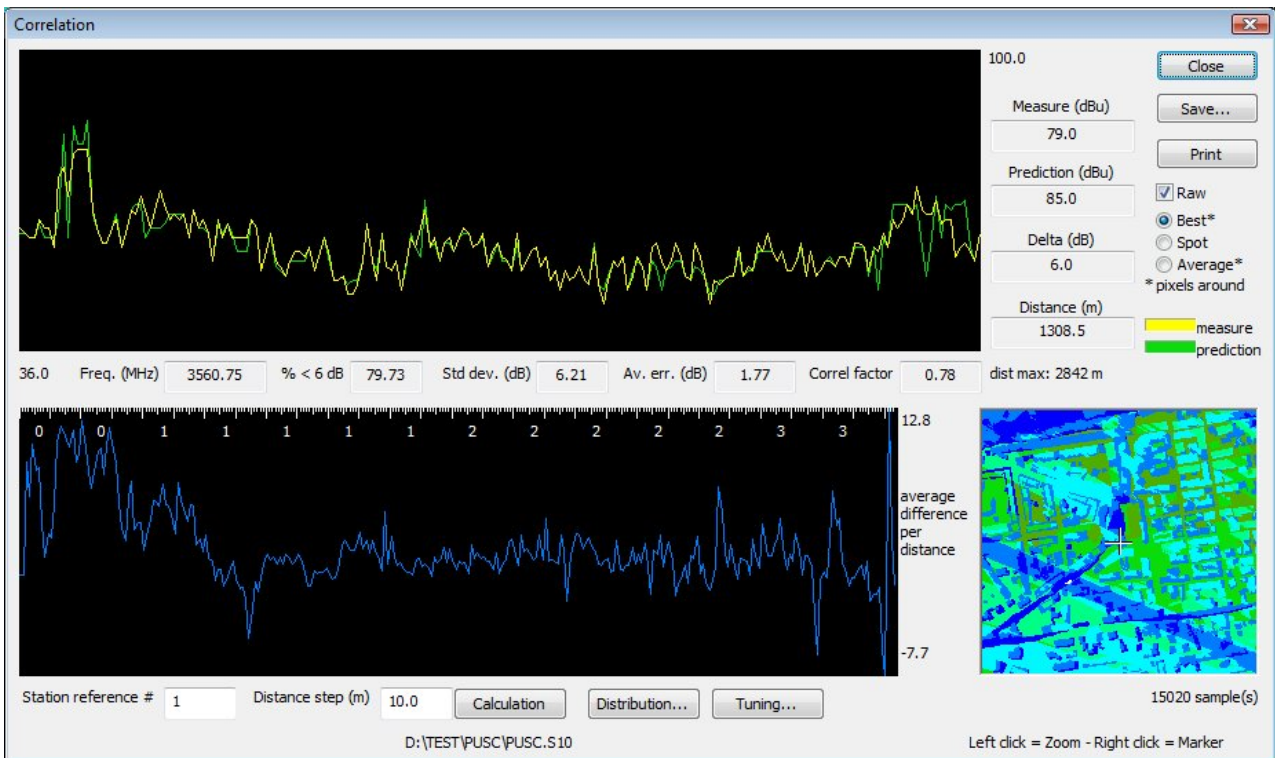 Correlation
100.0
Close
Measure (dBu)
Save...
79.0
Print
Prediction (dBu)
85.0
Raw
Best*
Delta (dB)
Spot
6.0
Average*
* pixels around
Distance (m)
1308.5
measure
prediction
36.0 Freq. (MHz) 3560.75 % < 6 dB 79.73 Std dev. (dB) 6.21 Av. err. (dB) 1.77 Correl factor 0.78 dist max: 2842 m
12.8
0 0 1 1 1 1 1 2 2 2 2 2 3 3
average
difference
per
distance
-7.7
Station reference # 1 Distance step (m) 10.0 Calculation Distribution... Tuning... 15020 sample(s)
D:\TEST\PUSC\PUSC.S10 Left click = Zoom - Right click = Marker